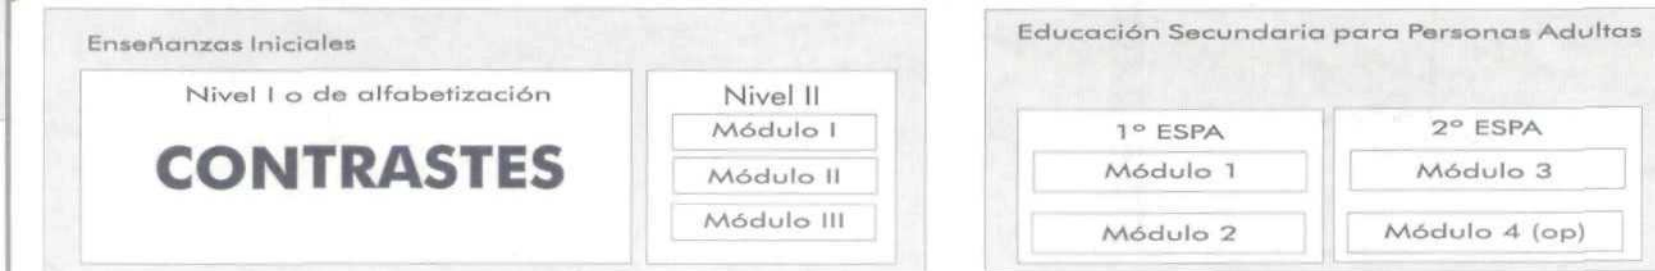 Enseñanzas Iniciales
Nivel I o de alfabetización
CONTRASTES
Nivel II
Módulo I
Módulo II
Módulo III
Educación Secundaria para Personas Adultas
1º ESPA
Módulo 1
Módulo 2
2º ESPA
Módulo 3
Módulo 4 (op)